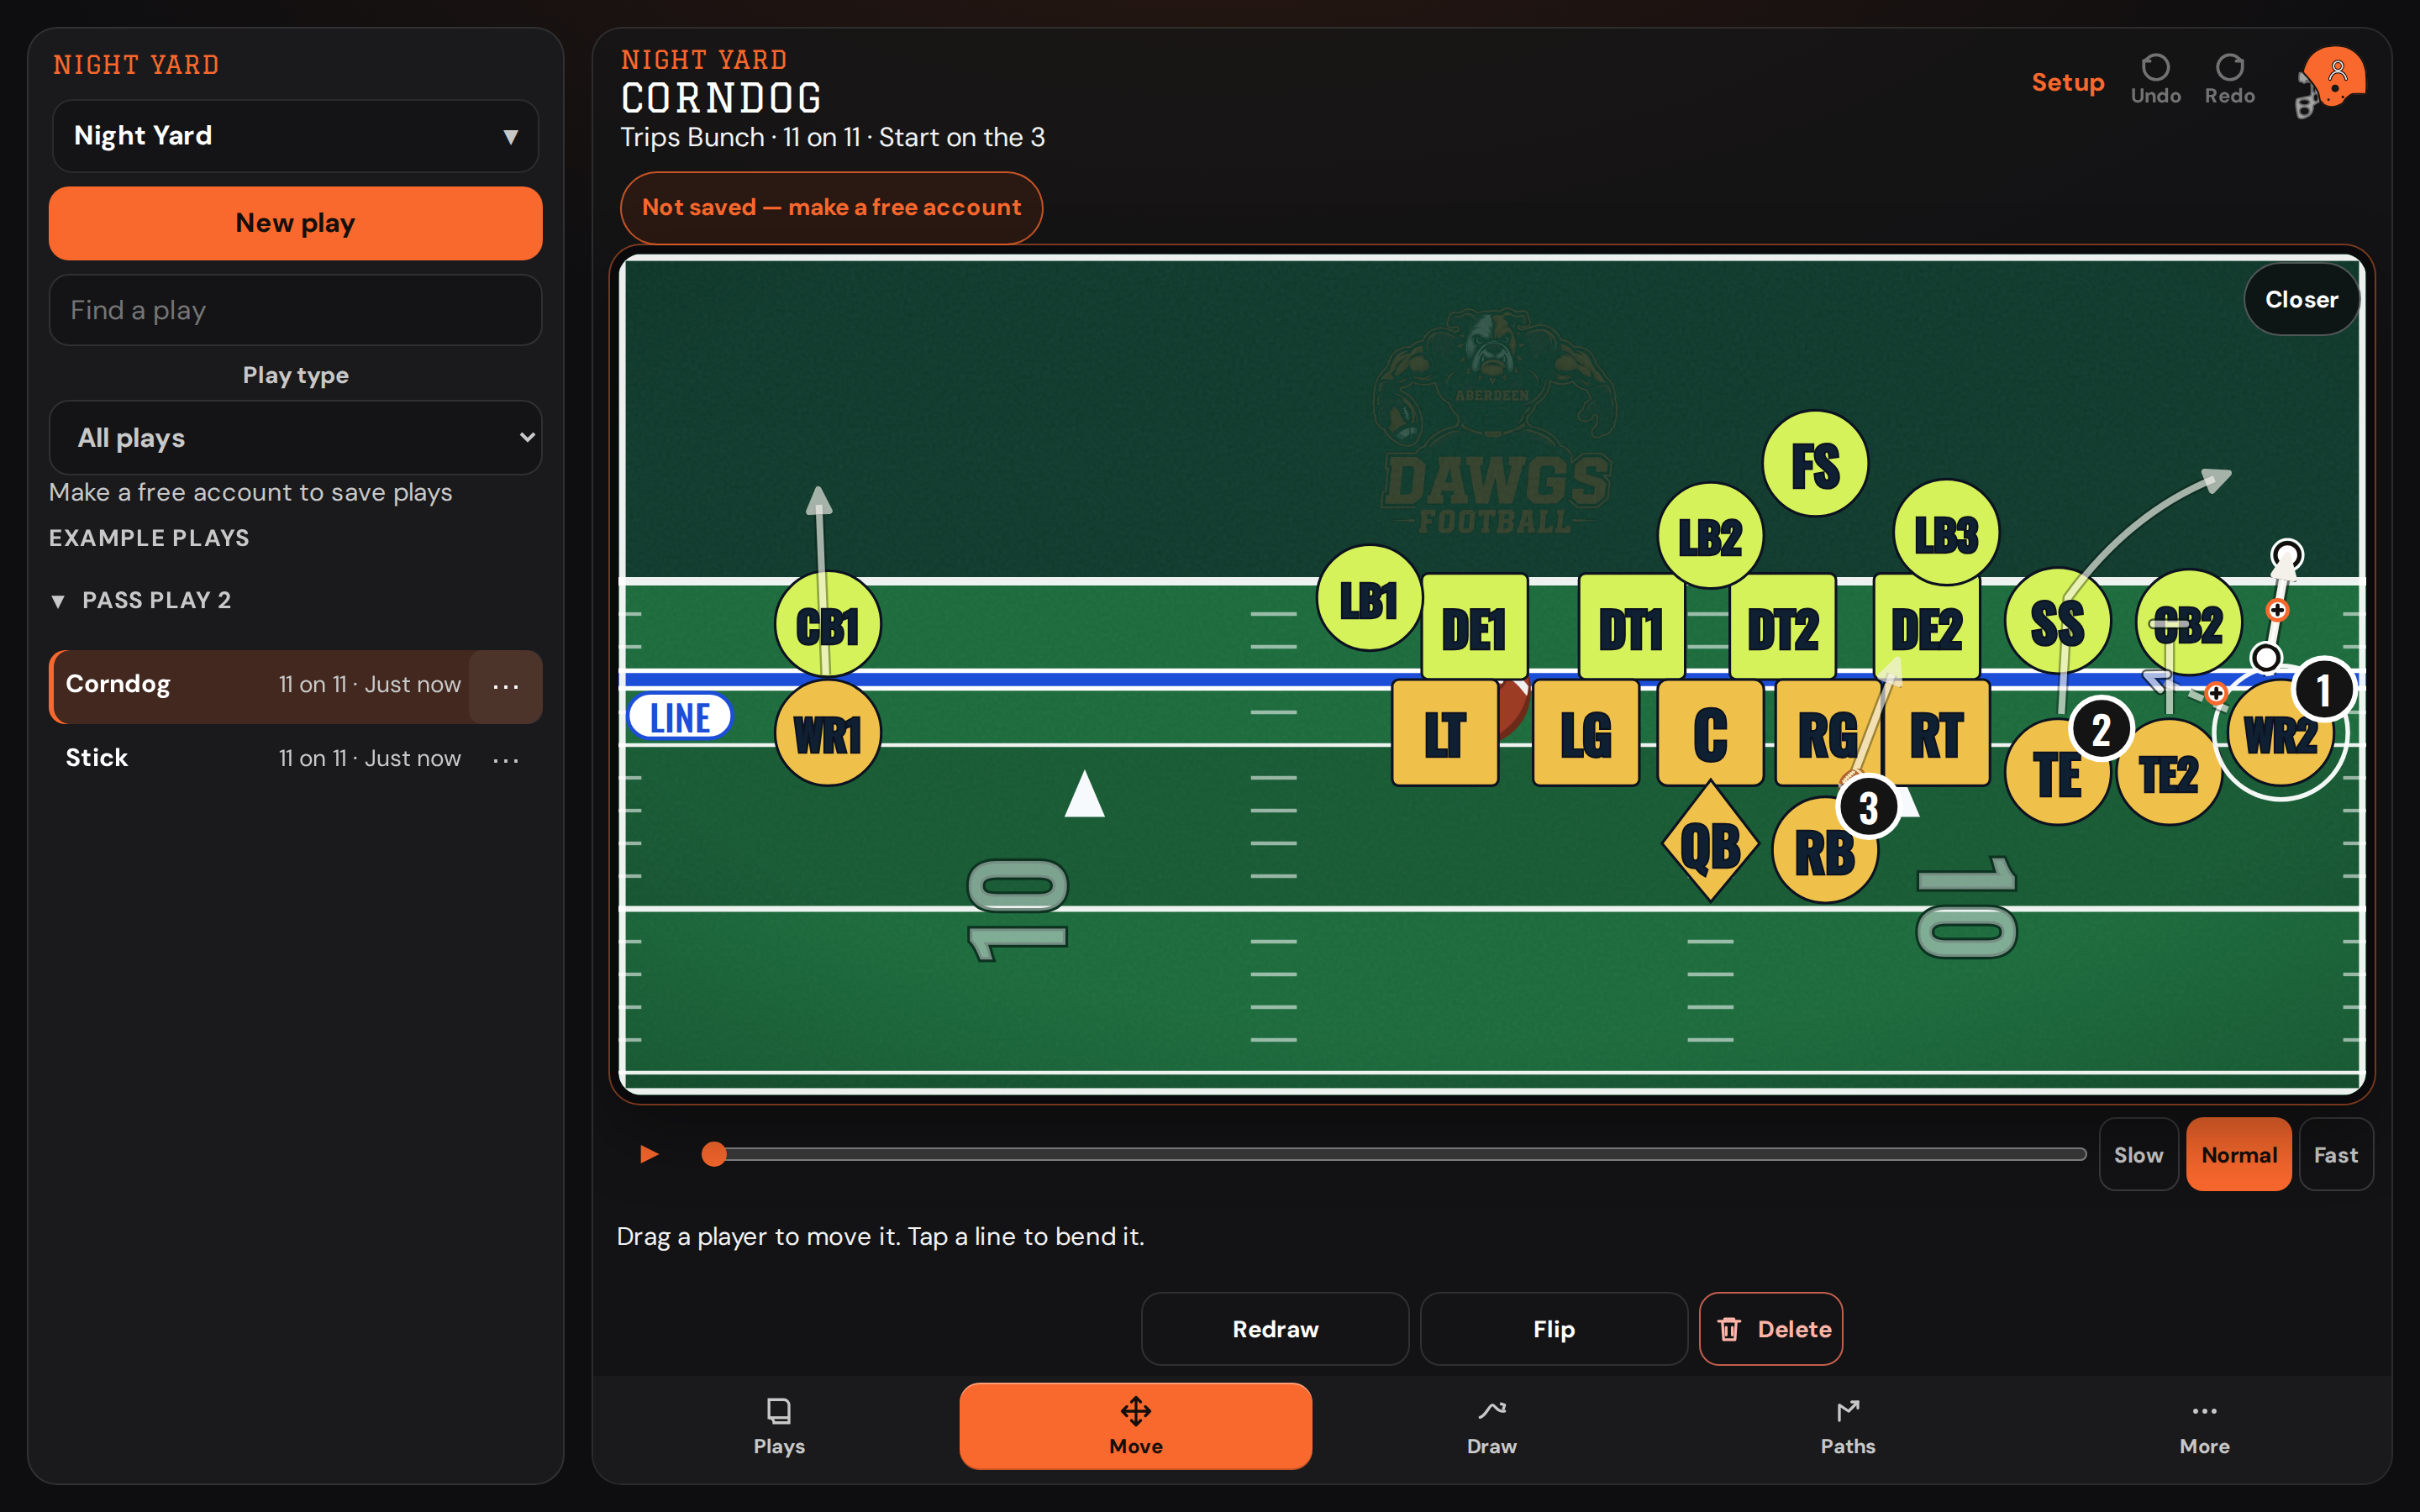 NIGHT YARD
Night Yard
New play
Find a play
Play type
All plays
Make a free account to save plays
EXAMPLE PLAYS
PASS PLAY 2
Corndog 11 on 11 · Just now ...
Stick 11 on 11 · Just now ...
NIGHT YARD
CORNDOG
Trips Bunch · 11 on 11 · Start on the 3
Setup
Undo
Redo
Not saved — make a free account
Closer
ABERDEEN
DAWGS
FOOTBALL
FS
LB2
LB3
LB1
CB1
DE1
DT1
DT2
DE2
SS
CB2
LINE
WR1
LT
LG
C
RG
RT
TE
2
TE2
WR2
1
QB
RB
3
10
10
Slow
Normal
Fast
Drag a player to move it. Tap a line to bend it.
Redraw
Flip
Delete
Plays
Move
Draw
Paths
More